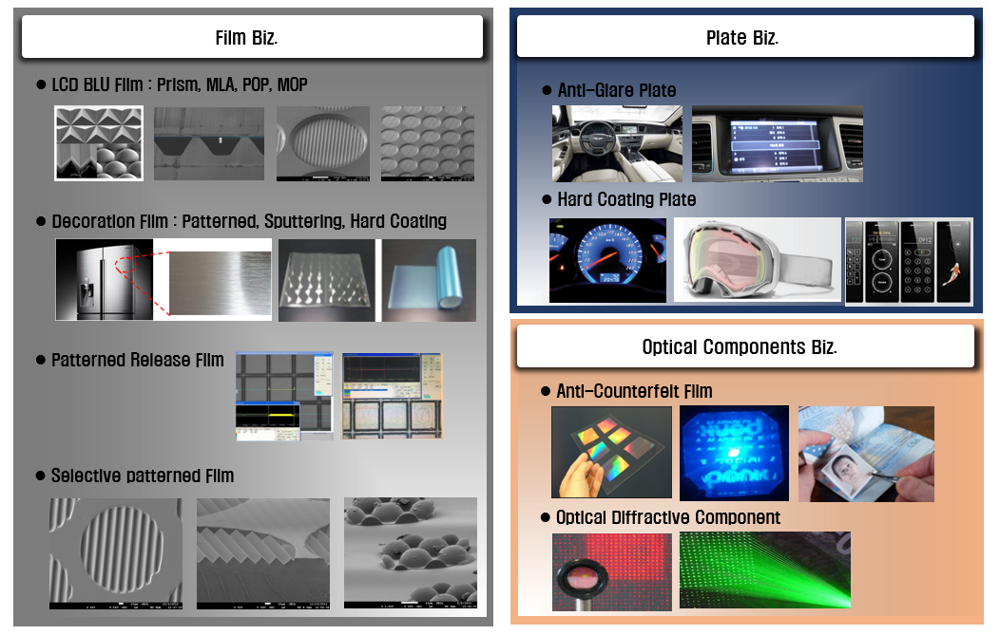 Film Biz.
● LCD BLU Film : Prism, MLA, POP, MOP
● Decoration Film : Patterned, Sputtering, Hard Coating
● Patterned Release Film
● Selective patterned Film
Plate Biz.
● Anti-Glare Plate
● Hard Coating Plate
0912
Optical Components Biz.
● Anti-Counterfeit Film
● Optical Diffractive Component